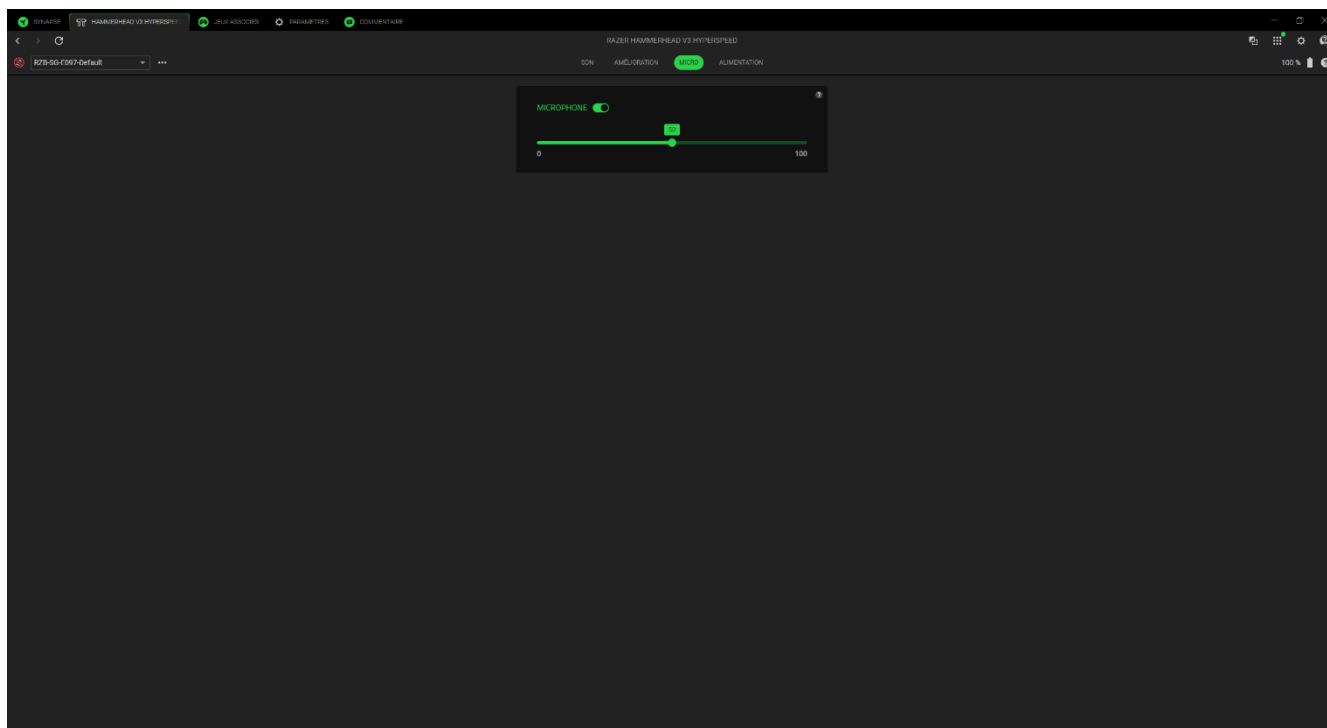 SYNAPSE HAMMERHEAD V3 HYPERSPEE JEUX ASSOCIÉS PARAMÈTRES COMMENTAIRE
RAZER HAMMERHEAD V3 HYPERSPEED
RZB-SG-E097-Default SON AMÉLIORATION MICRO ALIMENTATION 100 %
MICROPHONE
50
0 100